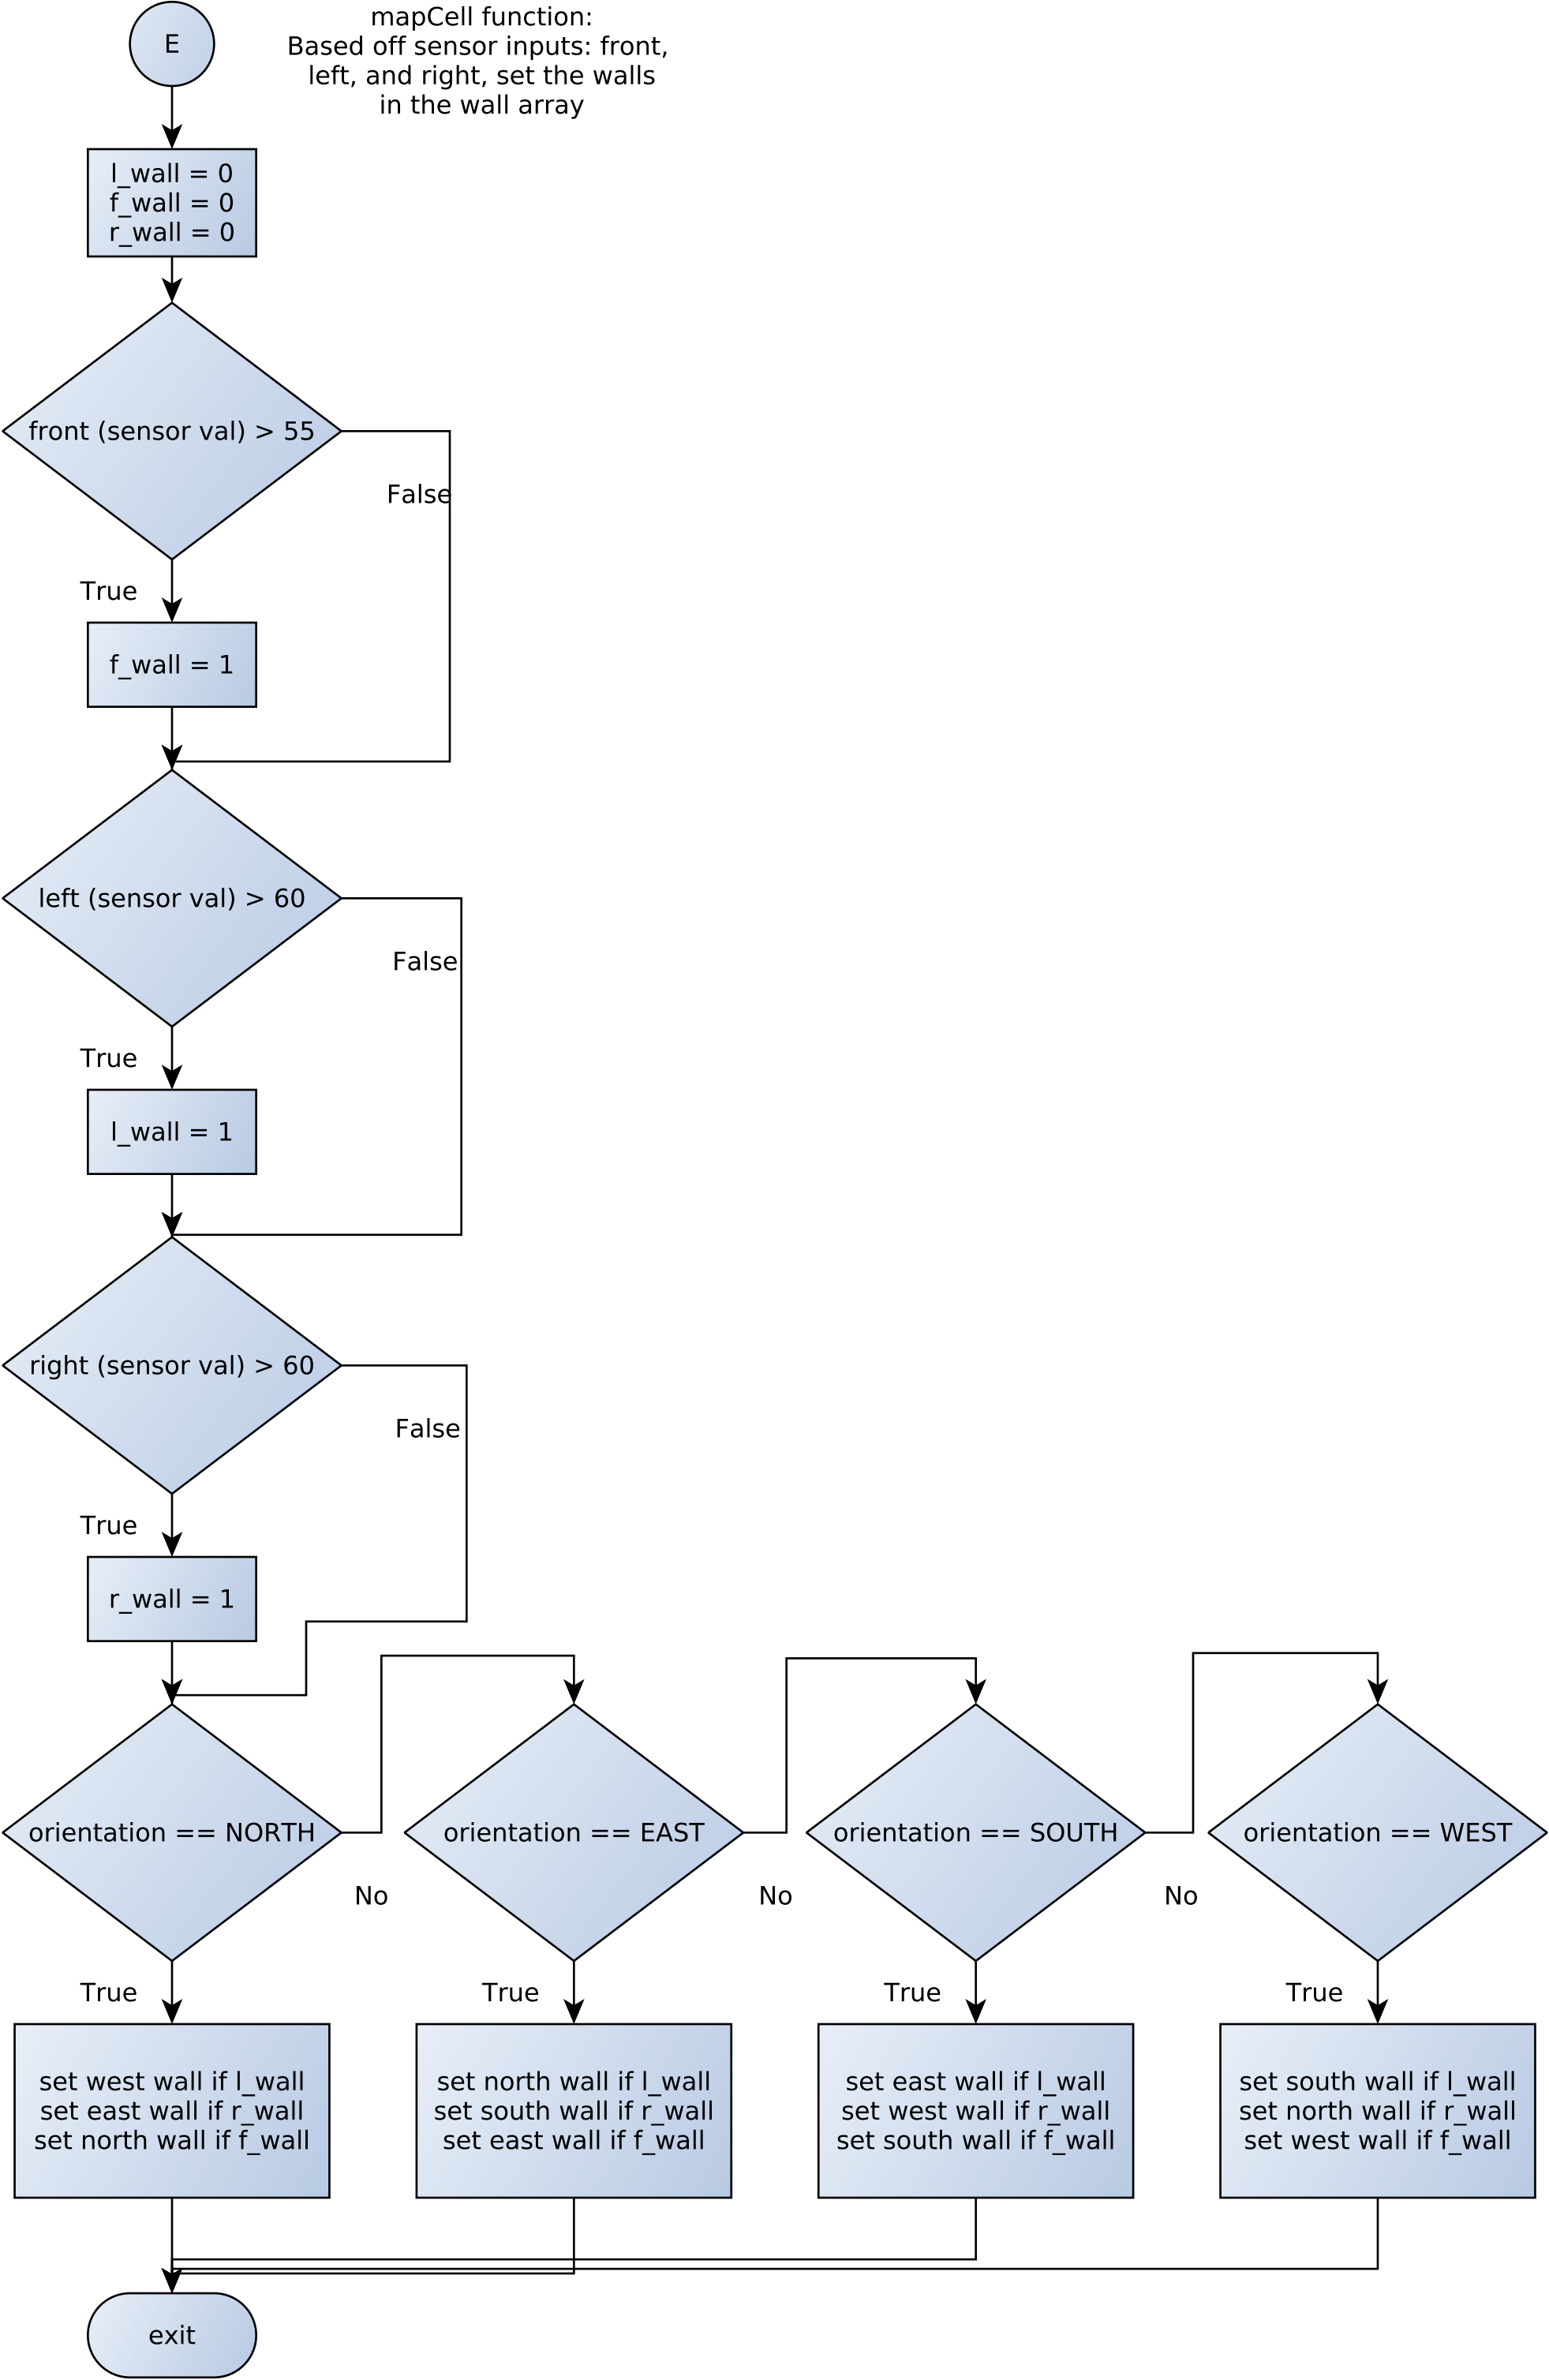 E
mapCell function:
Based off sensor inputs: front,
left, and right, set the walls
in the wall array
l_wall = 0
f_wall = 0
r_wall = 0
front (sensor val) > 55
False
True
f_wall = 1
left (sensor val) > 60
False
True
l_wall = 1
right (sensor val) > 60
False
True
r_wall = 1
orientation == NORTH
No
orientation == EAST
No
orientation == SOUTH
No
orientation == WEST
True
True
True
True
set west wall if l_wall
set east wall if r_wall
set north wall if f_wall
set north wall if l_wall
set south wall if r_wall
set east wall if f_wall
set east wall if l_wall
set west wall if r_wall
set south wall if f_wall
set south wall if l_wall
set north wall if r_wall
set west wall if f_wall
exit